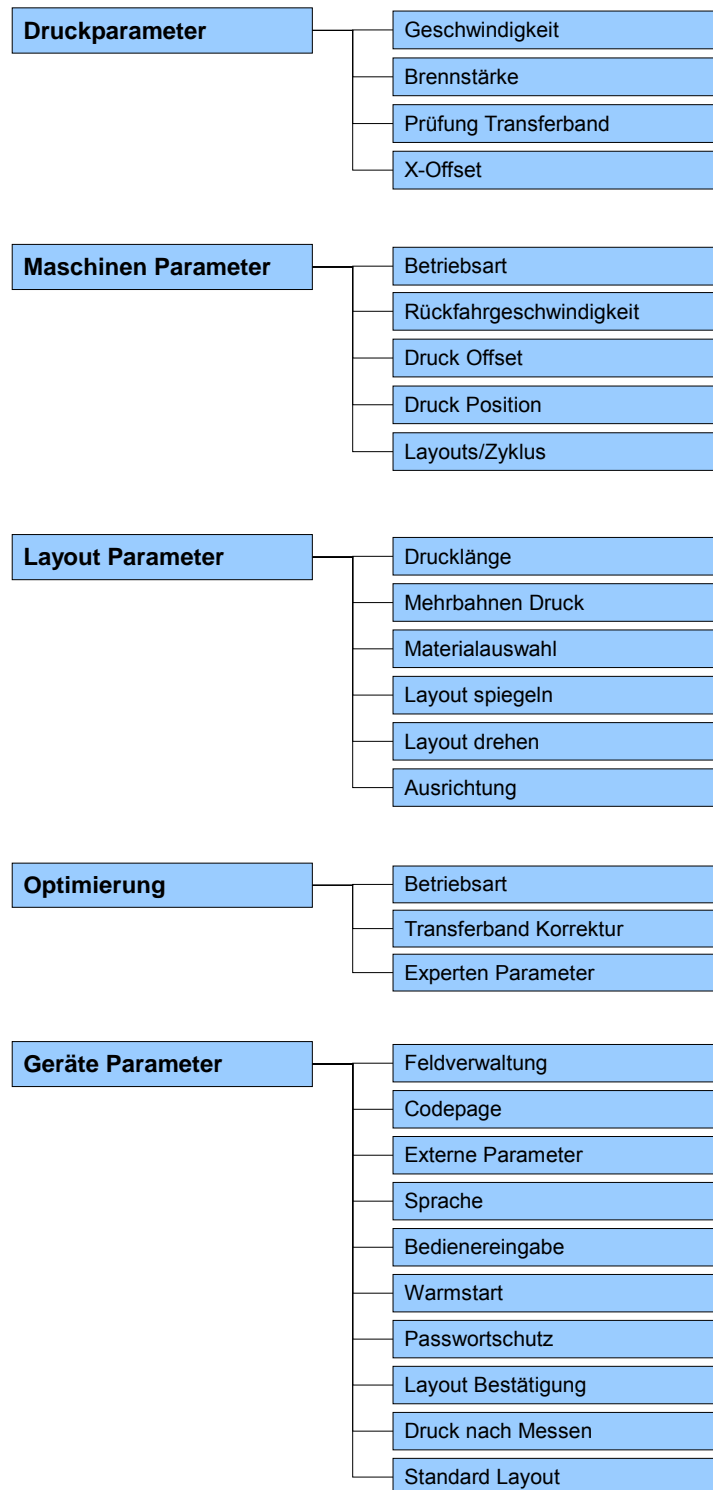 Druckparameter
Geschwindigkeit
Brennstärke
Prüfung Transferband
X-Offset
Maschinen Parameter
Betriebsart
Rückfahrgeschwindigkeit
Druck Offset
Druck Position
Layouts/Zyklus
Layout Parameter
Drucklänge
Mehrbahnen Druck
Materialauswahl
Layout spiegeln
Layout drehen
Ausrichtung
Optimierung
Betriebsart
Transferband Korrektur
Experten Parameter
Geräte Parameter
Feldverwaltung
Codepage
Externe Parameter
Sprache
Bedienereingabe
Warmstart
Passwortschutz
Layout Bestätigung
Druck nach Messen
Standard Layout